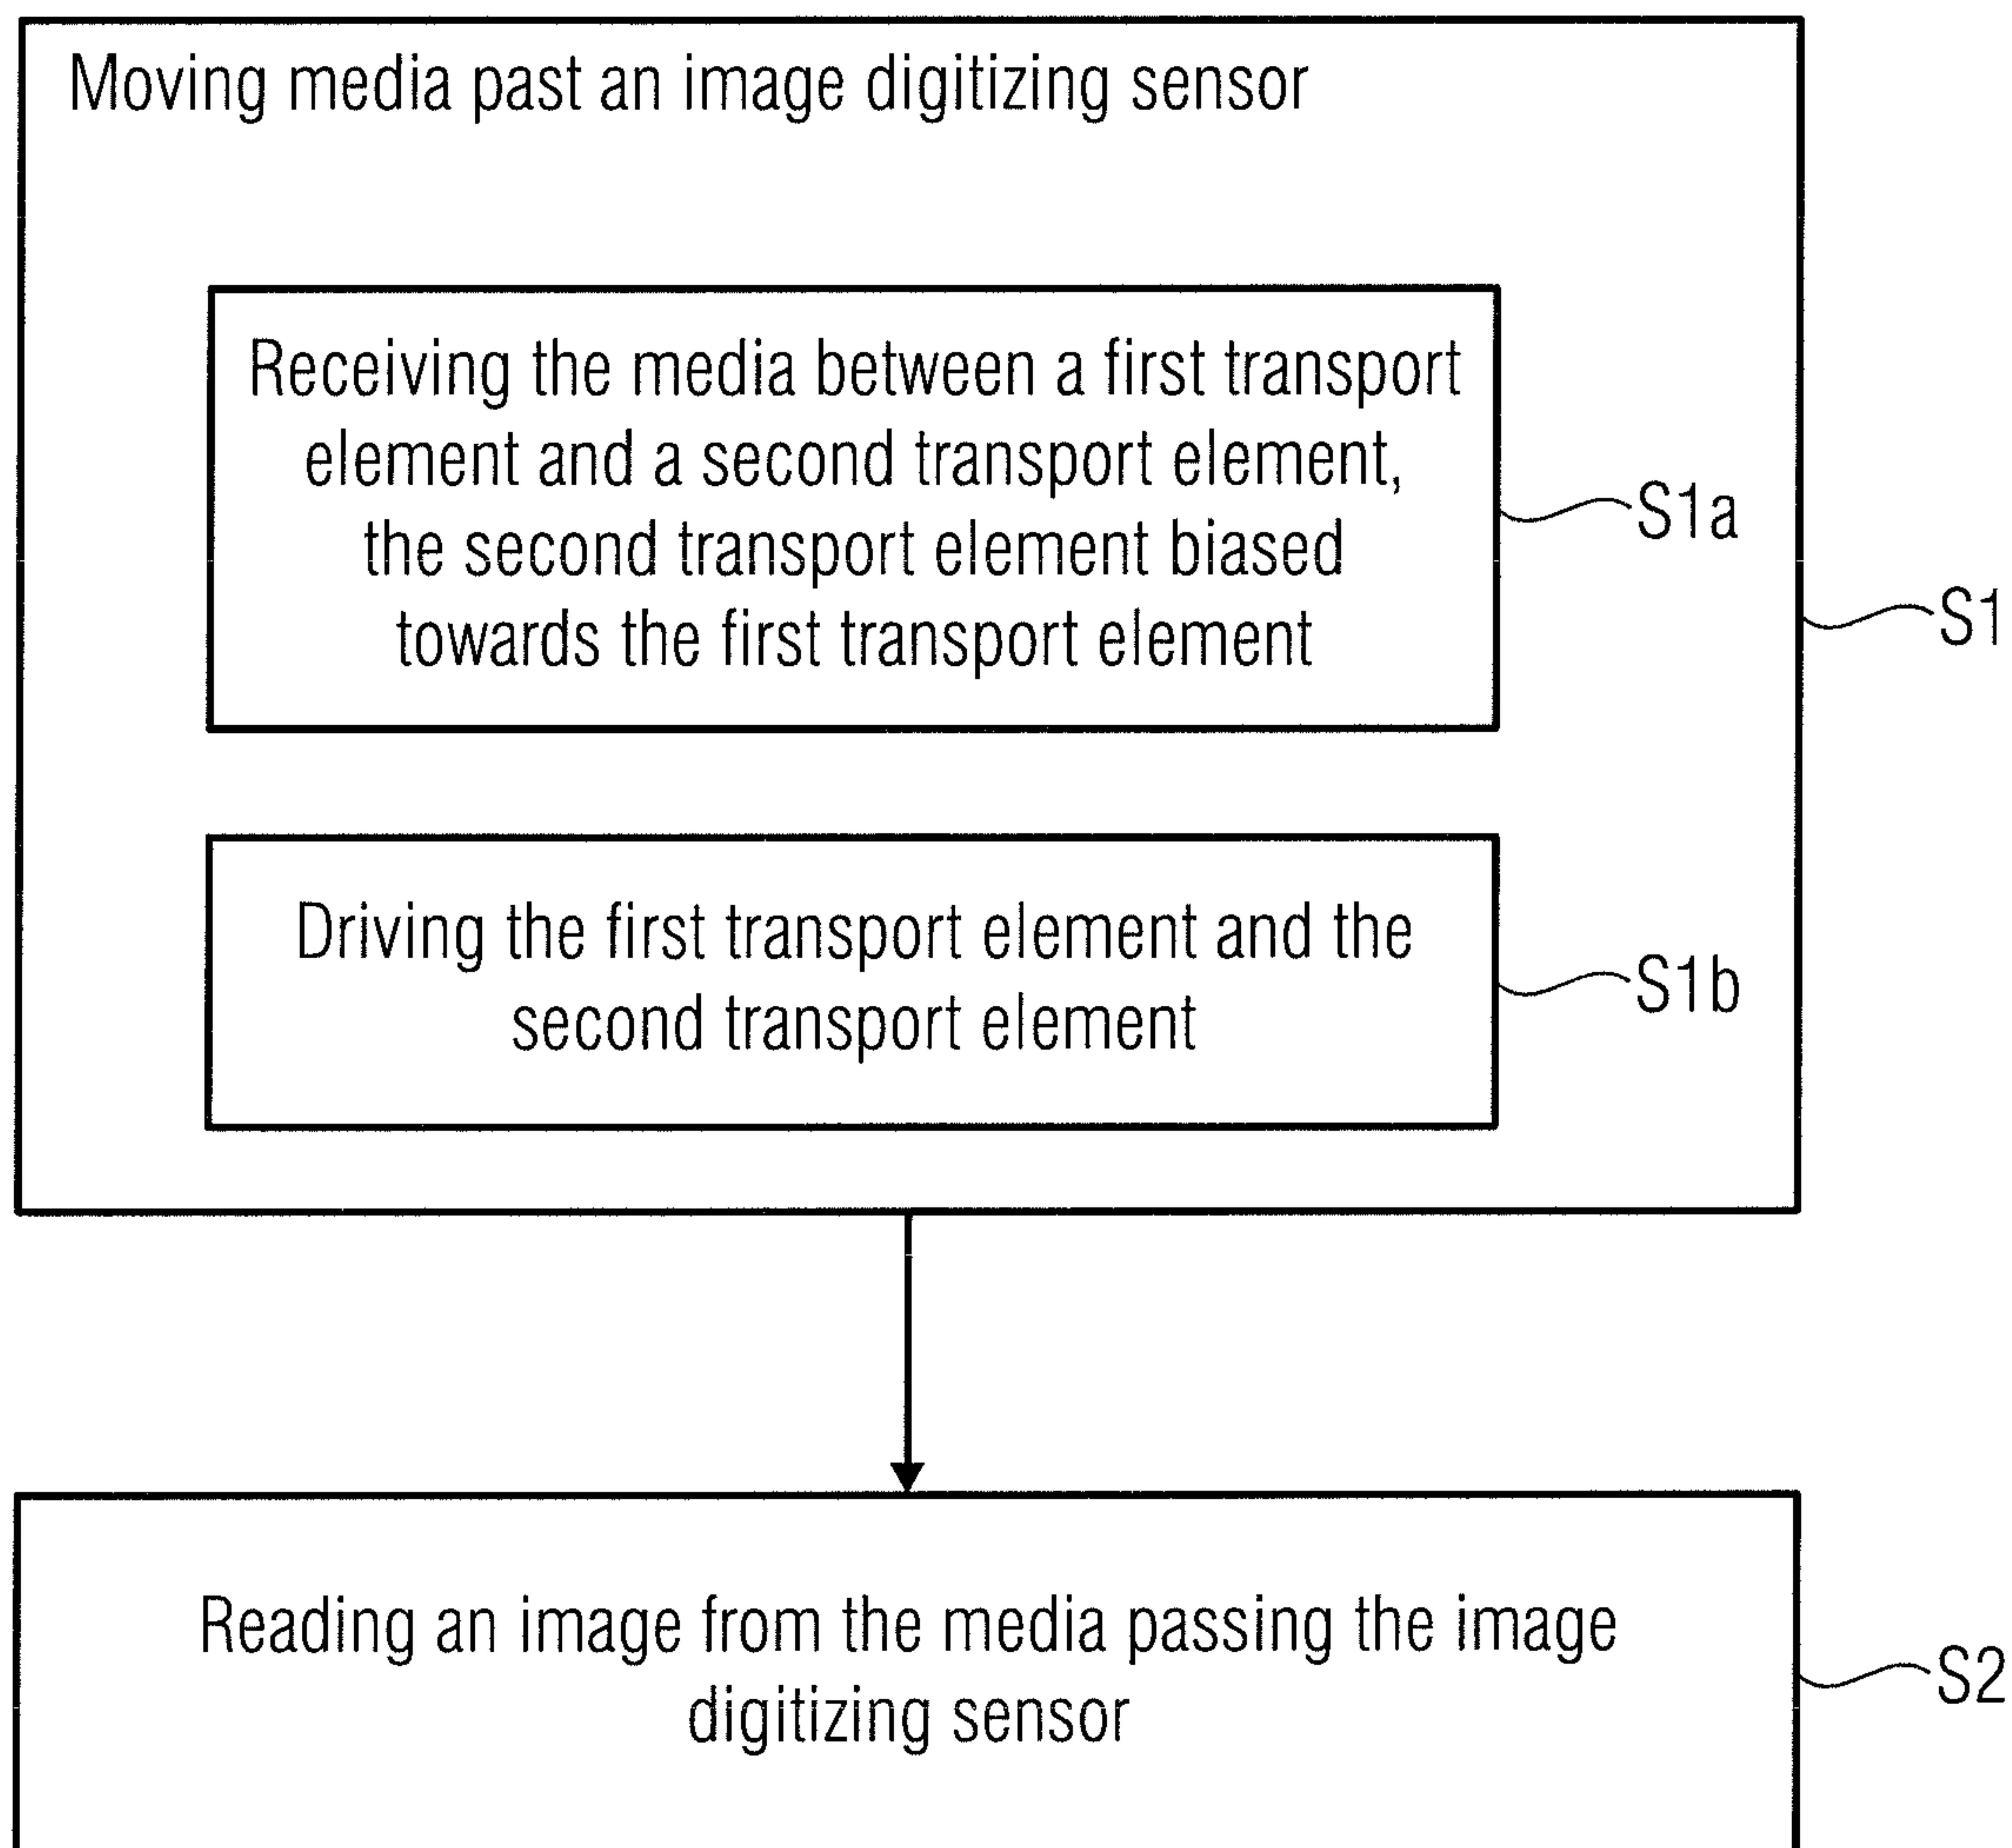 Moving media past an image digitizing sensor
Receiving the media between a first transport
element and a second transport element,
the second transport element biased
towards the first transport element
S1a
S1
Driving the first transport element and the
second transport element
S1b
Reading an image from the media passing the image
digitizing sensor
S2